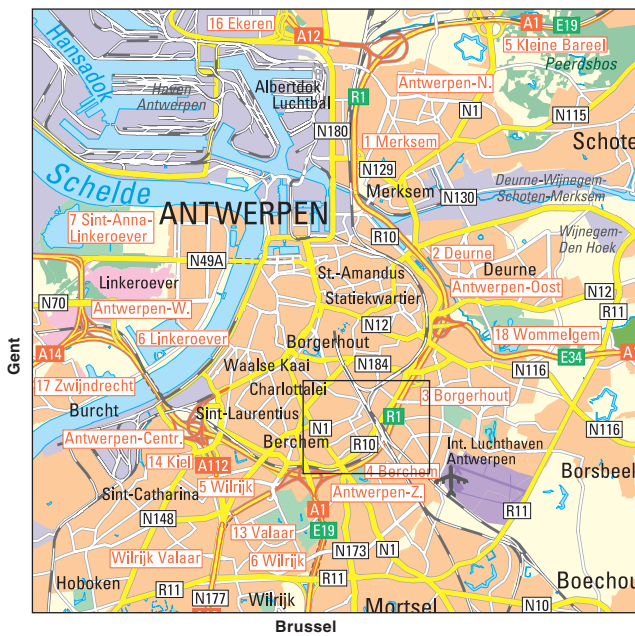 16 Ekeren
A12
A1
E19
5 Kleine Bareel
Peerdsbos
Hansadok
Haven
Antwerpen
Albertdok
Luchtbal
R1
Antwerpen-N.
N1
N115
N180
1 Merksem
Schote
N129
Merksem
N130
Deurne-Wijnegem-
Schoten-Merksem
Schelde
ANTWERPEN
7 Sint-Anna-
Linkeroever
R10
Wijnegem-
Den Hoek
N49A
2 Deurne
Deurne
St.-Amandus
Linkeroever
Statiekwartier
Antwerpen-Oost
N70
Antwerpen-W.
N12
N12
R11
6 Linkeroever
Borgerhout
18 Wommelgem
A14
Gent
N184
E34
Waalse Kaai
N116
17 Zwijndrecht
Charlottalei
3 Borgerhout
Burcht
Sint-Laurentius
R1
N1
N116
Antwerpen-Centr.
Berchem
R10
Int. Luchthaven
Antwerpen
14 Kiel
A112
4 Berchem
Borsbeek
5 Wilrijk
Antwerpen-Z.
Sint-Catharina
A1
R11
N148
13 Valaar
E19
Wilrijk Valaar
6 Wilrijk
N173
N1
Hoboken
R11
R11
Boechou
N177
Wilrijk
Mortsel
N10
Brussel